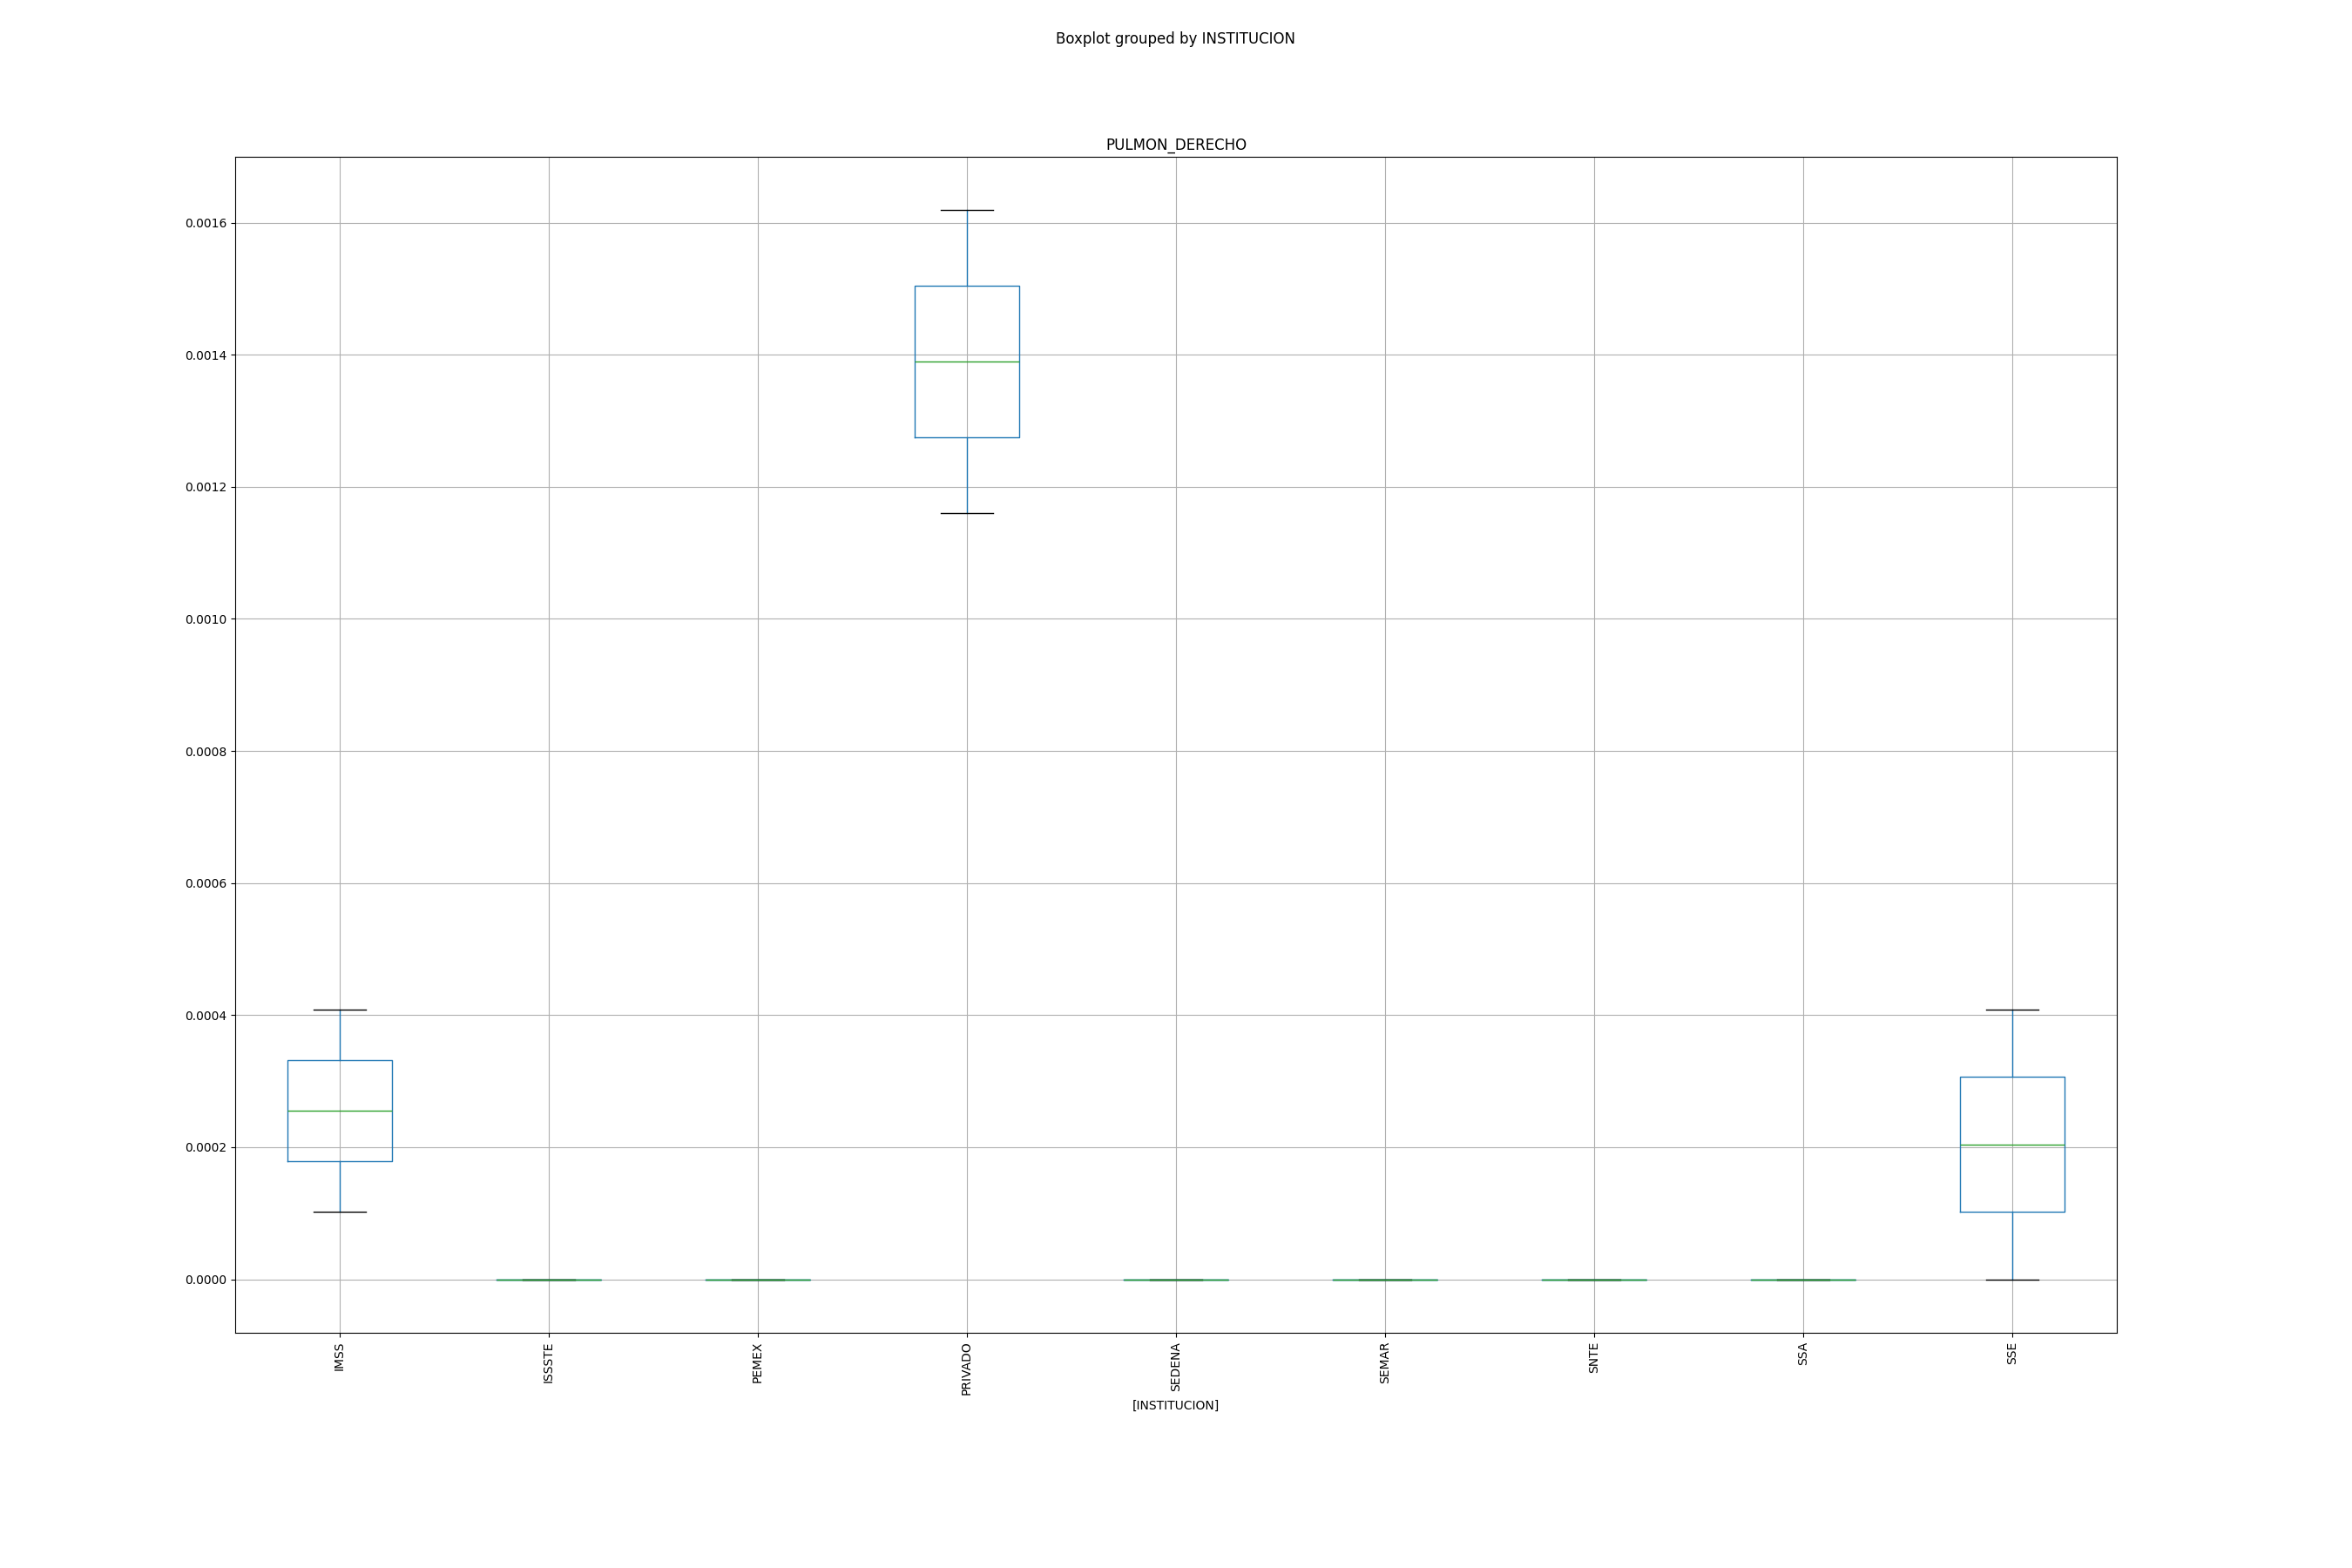 Boxplot grouped by INSTITUCION
PULMON_DERECHO
0.0016
0.0014
0.0012
0.0010
0.0008
0.0006
0.0004
0.0002
0.0000
IMSS
ISSSTE
PEMEX
PRIVADO
SEDENA
SEMAR
SNTE
SSA
SSE
[INSTITUCION]